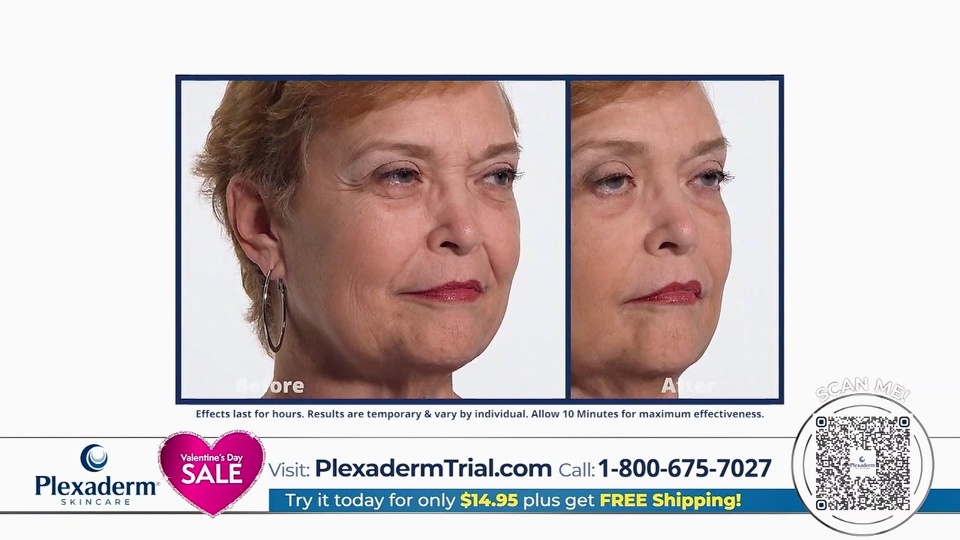 Before
After
Effects last for hours. Results are temporary & vary by individual. Allow 10 Minutes for maximum effectiveness.
SCAN ME!
Valentine's Day
SALE
Plexaderm®
SKINCARE
Visit: PlexadermTrial.com Call: 1-800-675-7027
Try it today for only $14.95 plus get FREE Shipping!